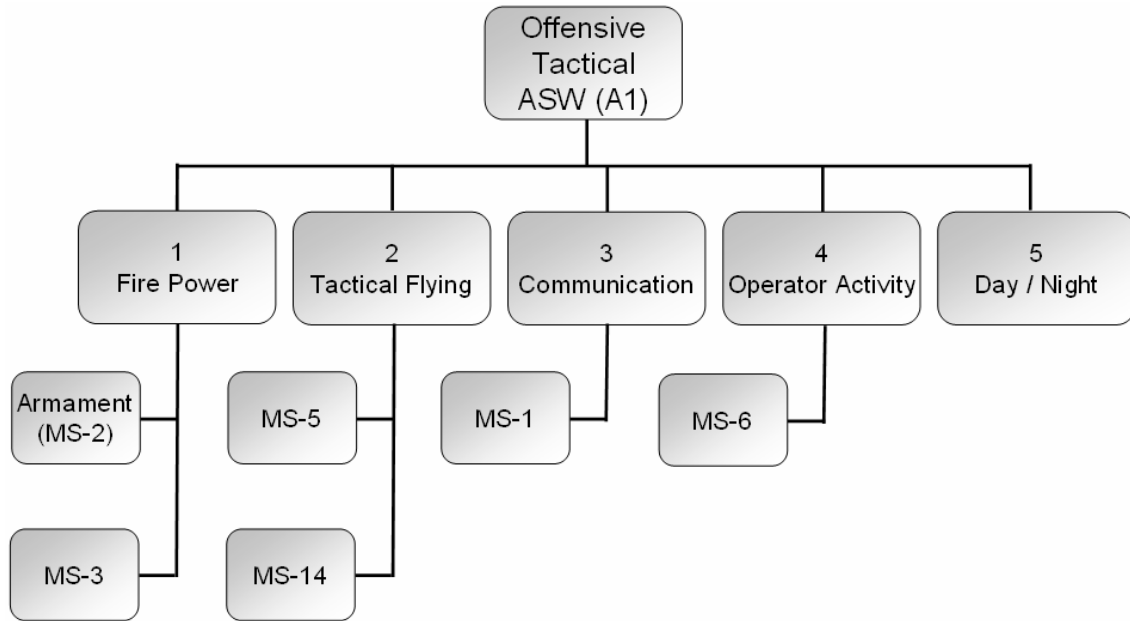 Offensive
Tactical
ASW (A1)
1
Fire Power
2
Tactical Flying
3
Communication
4
Operator Activity
5
Day / Night
Armament
(MS-2)
MS-5
MS-1
MS-6
MS-3
MS-14